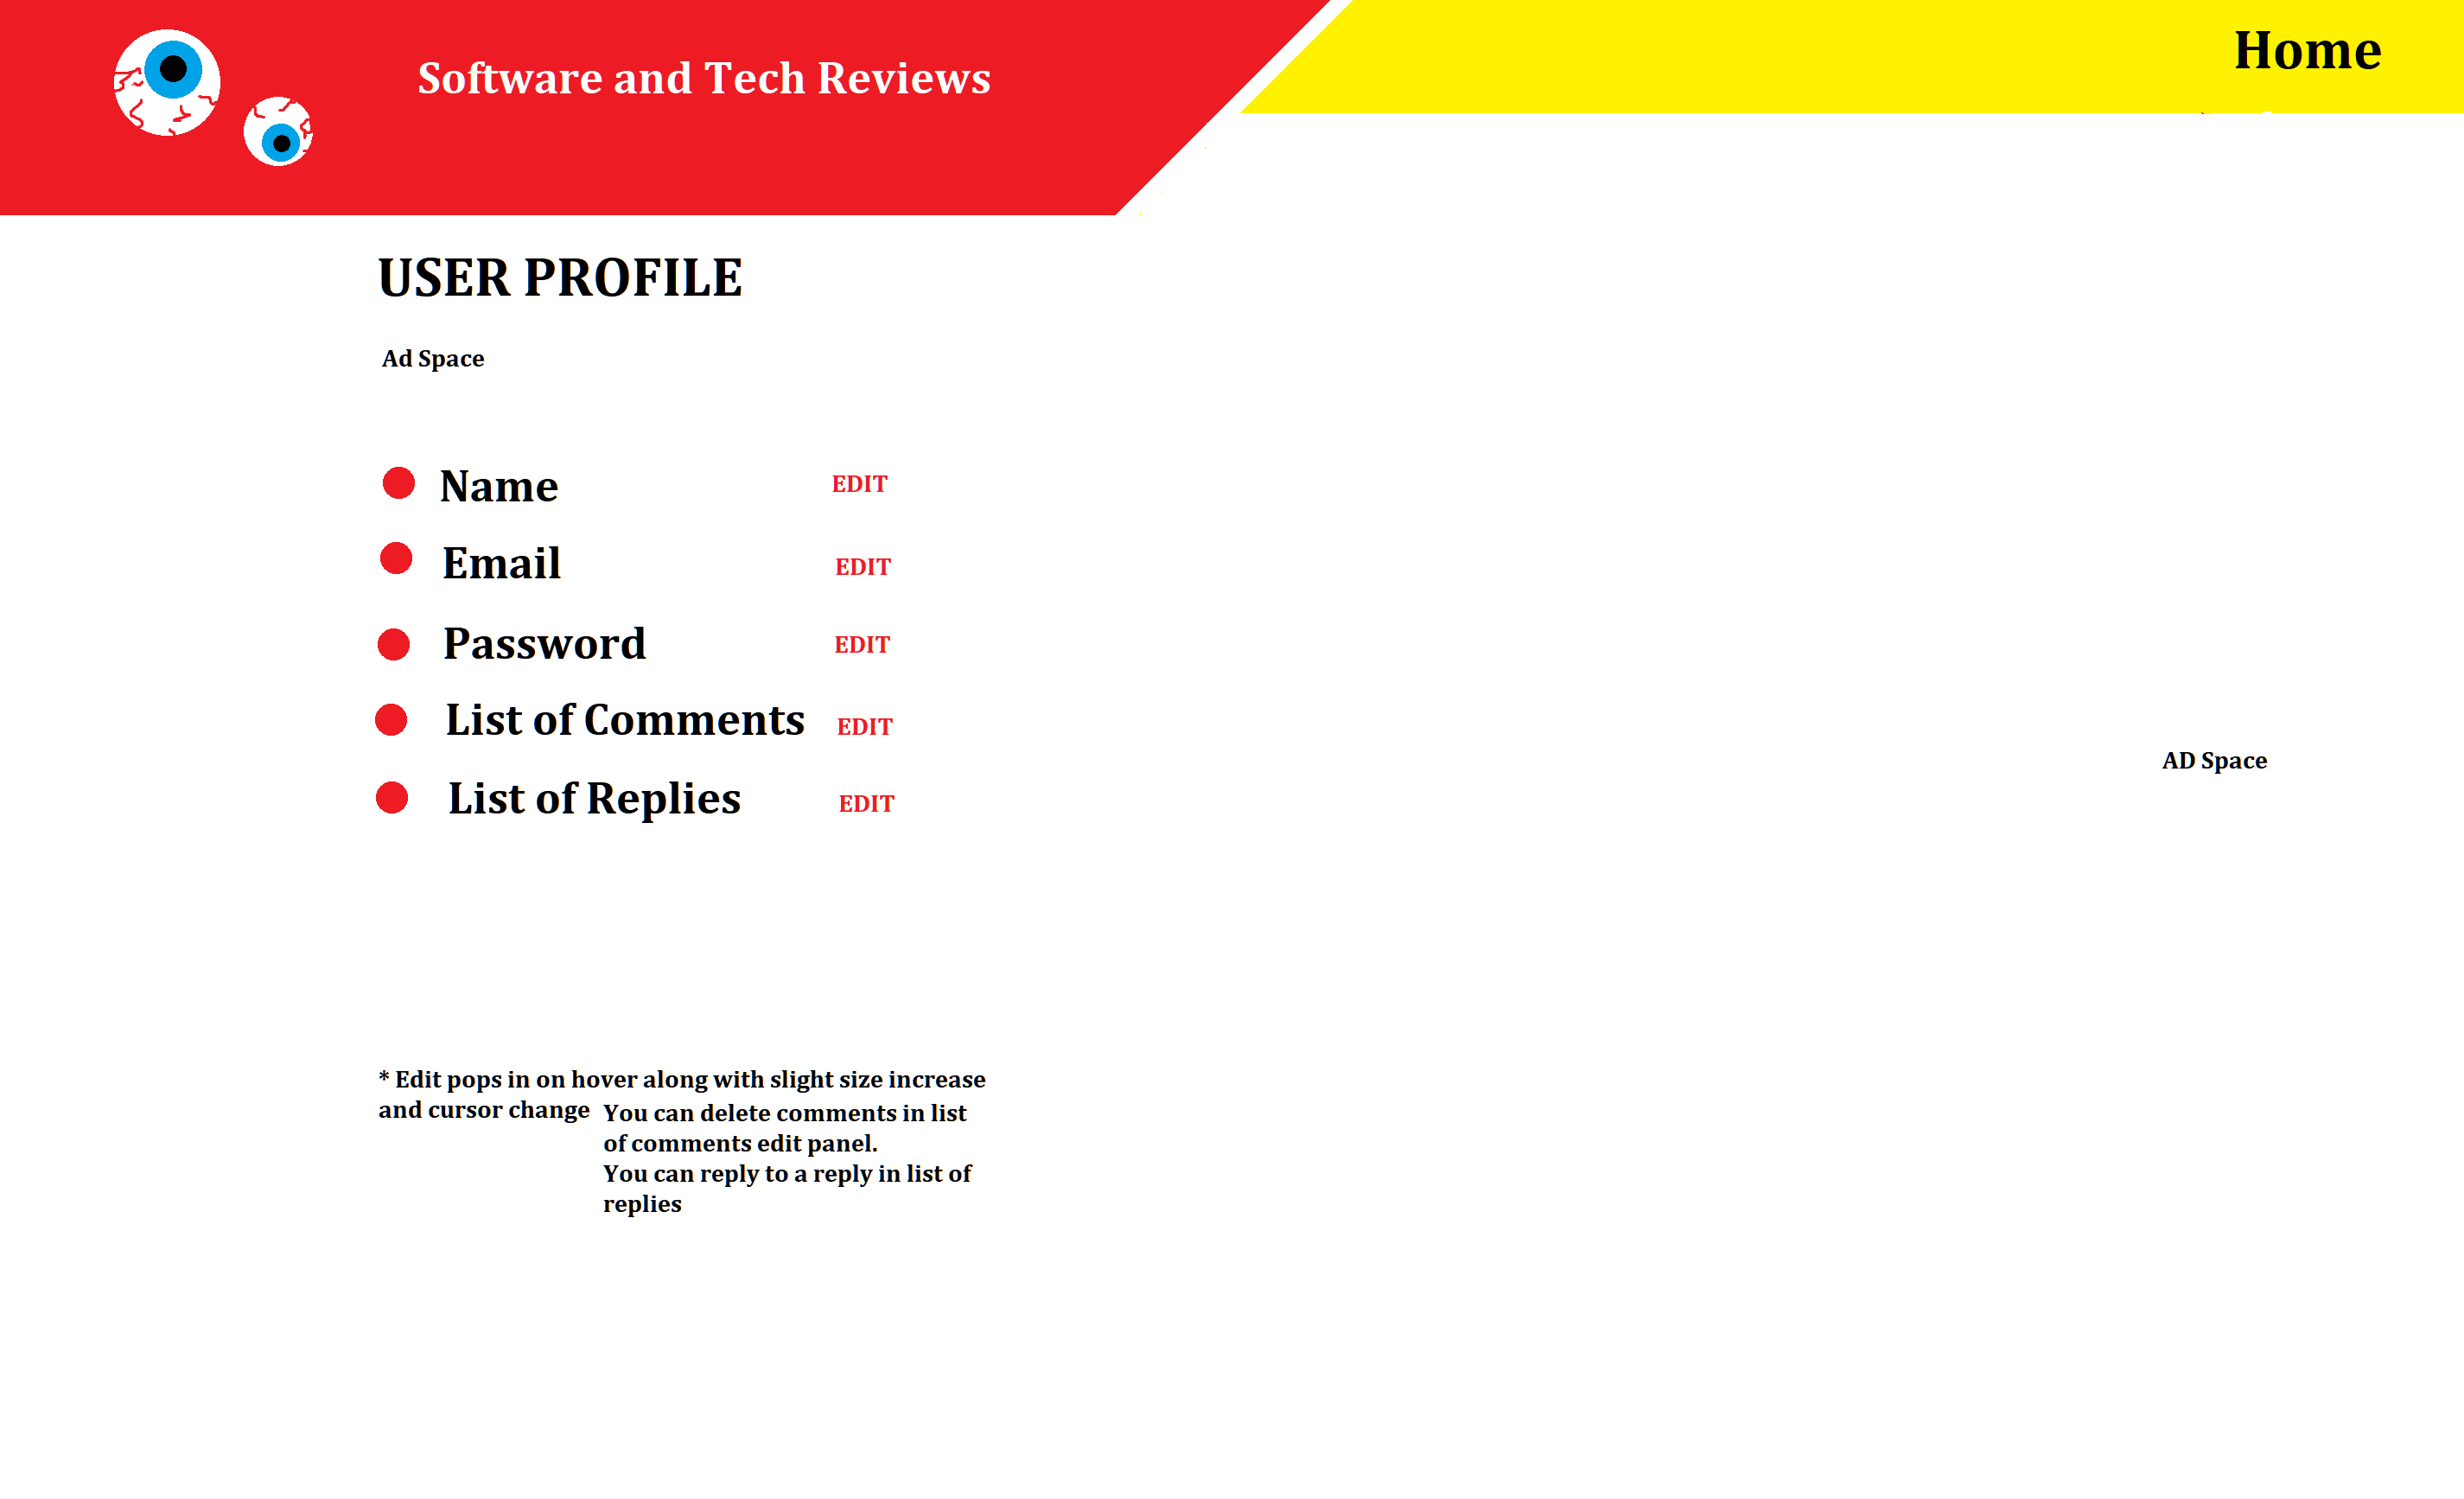 Software and Tech Reviews
Home
USER PROFILE
Ad Space
Name
EDIT
Email
EDIT
Password
EDIT
List of Comments
EDIT
List of Replies
EDIT
AD Space
* Edit pops in on hover along with slight size increase
and cursor change
You can delete comments in list
of comments edit panel.
You can reply to a reply in list of
replies